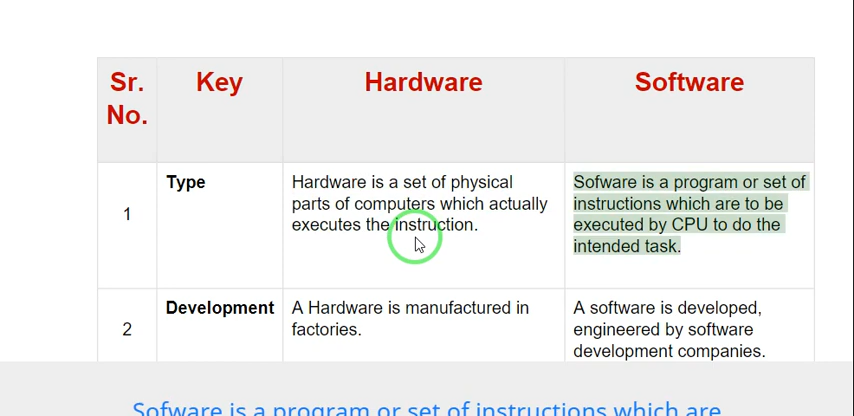 Sr.
No.
Key
Hardware
Software
1
Type
Hardware is a set of physical
parts of computers which actually
executes the instruction.
Sofware is a program or set of
instructions which are to be
executed by CPU to do the
intended task.
2
Development
A Hardware is manufactured in
factories.
A software is developed,
engineered by software
development companies.
Sofware is a program or set of instructions which are